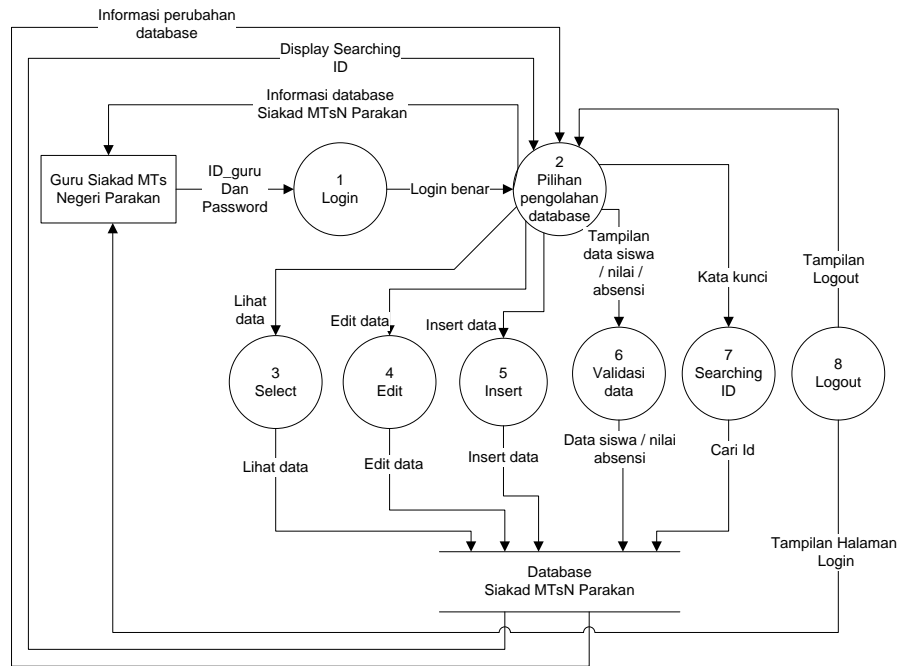 Informasi perubahan
database
Display Searching
ID
Informasi database
Siakad MTsN Parakan
Guru Siakad MTs
Negeri Parakan
ID_guru
Dan
Password
1
Login
Login benar
2
Pilihan
pengolahan
database
Lihat
data
Edit data
Insert data
Tampilan
data siswa
/ nilai /
absensi
Kata kunci
Tampilan
Logout
3
Select
4
Edit
5
Insert
6
Validasi
data
7
Searching
ID
8
Logout
Lihat data
Edit data
Insert data
Data siswa / nilai
absensi
Cari Id
Tampilan Halaman
Login
Database
Siakad MTsN Parakan